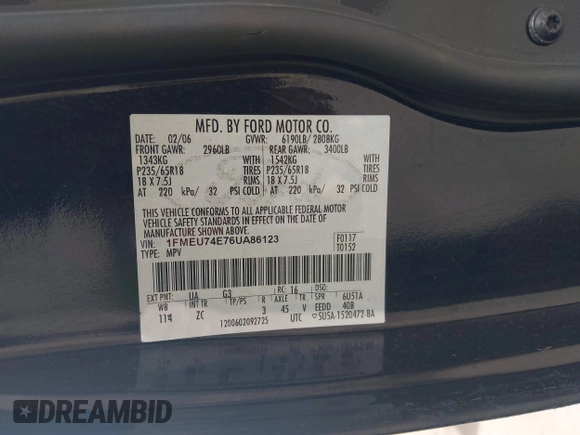 MFD. BY FORD MOTOR CO.
DATE: 02/06 GVWR: 6190LB/ 2808KG
FRONT GAWR: 2960LB REAR GAWR: 3400LB
1343KG WITH 1542KG WITH
P235/65R18 TIRES P235/65R18 TIRES
18 X 7.5J RIMS 18 X 7.5J RIMS
AT 220 kPa/ 32 PSI COLD AT 220 kPa/ 32 PSI COLD
THIS VEHICLE CONFORMS TO ALL APPLICABLE FEDERAL MOTOR
VEHICLE SAFETY STANDARDS IN EFFECT ON THE DATE OF
MANUFACTURE SHOWN ABOVE.
VIN: 1FMEU74E76UA86123 F0117
TYPE: MPV T0152
EXT PNT: UA G3 RC: 16 DSO:
WB INT TR TP/PS R AXLE TR SPR 6U51A
114 ZC 3 45 V EEDD 408
1200602092725 UTC ▽5U5A-1520472-BA
DREAMBID